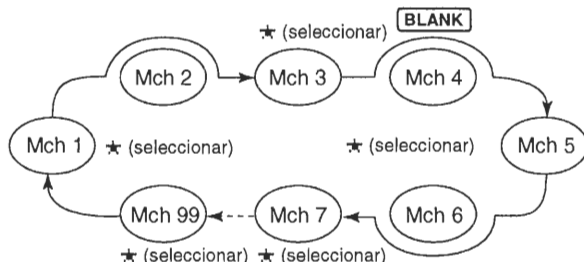 ★ (seleccionar)
BLANK
Mch 2
Mch 3
Mch 4
Mch 1
★ (seleccionar)
★ (seleccionar)
Mch 5
Mch 99
Mch 7
Mch 6
★ (seleccionar)
★ (seleccionar)